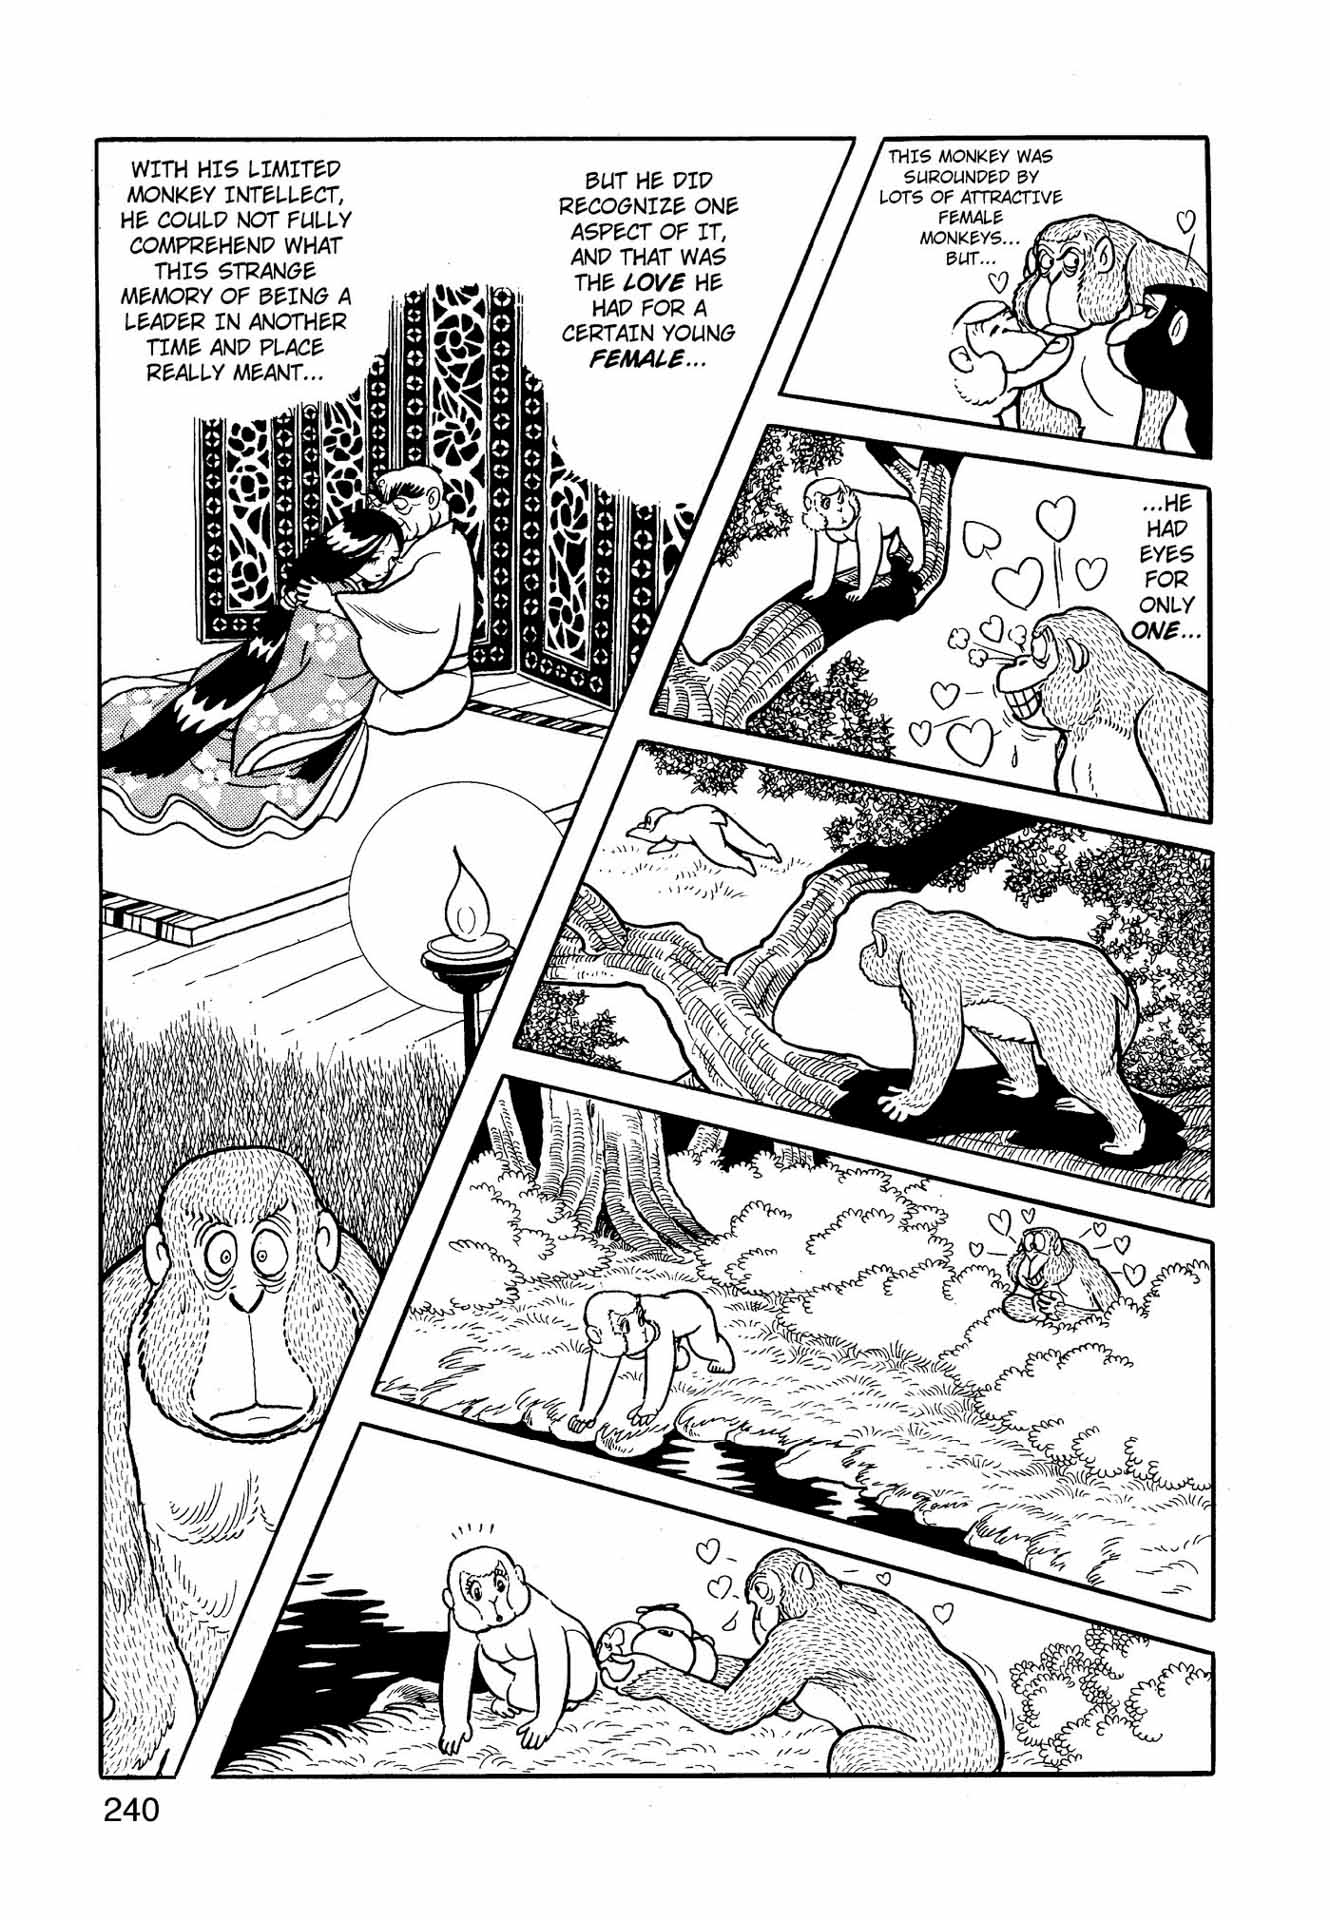 WITH HIS LIMITED
MONKEY INTELLECT,
HE COULD NOT FULLY
COMPREHEND WHAT
THIS STRANGE
MEMORY OF BEING A
LEADER IN ANOTHER
TIME AND PLACE
REALLY MEANT...
BUT HE DID
RECOGNIZE ONE
ASPECT OF IT,
AND THAT WAS
THE LOVE HE
HAD FOR A
CERTAIN YOUNG
FEMALE...
THIS MONKEY WAS
SUROUNDED BY
LOTS OF ATTRACTIVE
FEMALE
MONKEYS...
BUT...
...HE
HAD
EYES
FOR
ONLY
ONE...
240